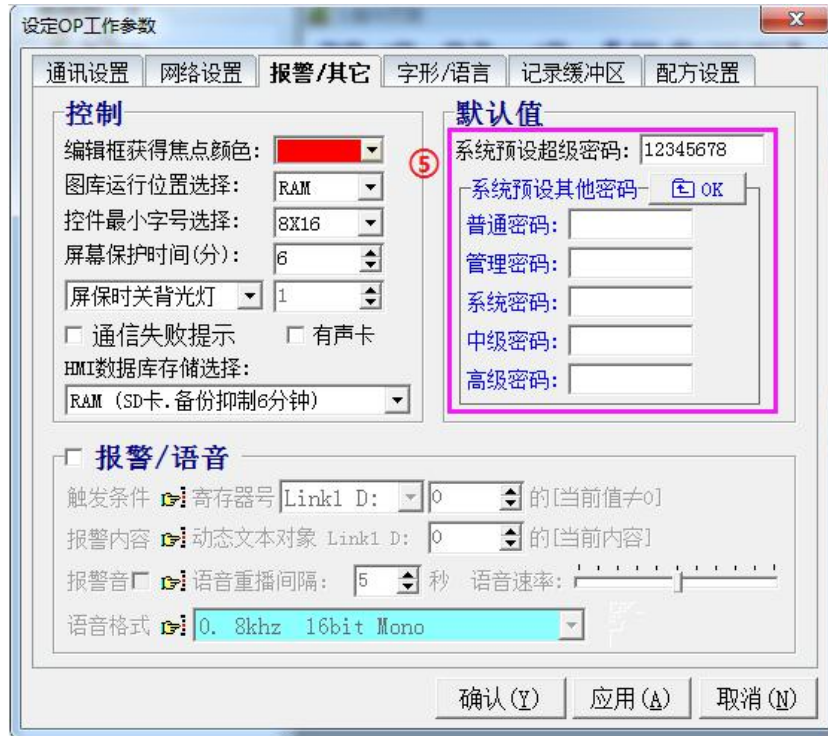 设定OP工作参数
通讯设置 网络设置 报警/其它 字形/语言 记录缓冲区 配方设置
控制
编辑框获得焦点颜色:
图库运行位置选择: RAM
控件最小字号选择: 8X16
屏幕保护时间(分): 6
屏保时关背光灯 1
通信失败提示 有声卡
HMI数据库存储选择:
RAM (SD卡.备份抑制6分钟)
默认值
⑤
系统预设超级密码: 12345678
系统预设其他密码 OK
普通密码:
管理密码:
系统密码:
中级密码:
高级密码:
报警/语音
触发条件 寄存器号 Link1 D: 0 的[当前值≠0]
报警内容 动态文本对象 Link1 D: 0 的[当前内容]
报警音 语音重播间隔: 5 秒 语音速率:
语音格式 0. 8khz 16bit Mono
确认(Y) 应用(A) 取消(N)